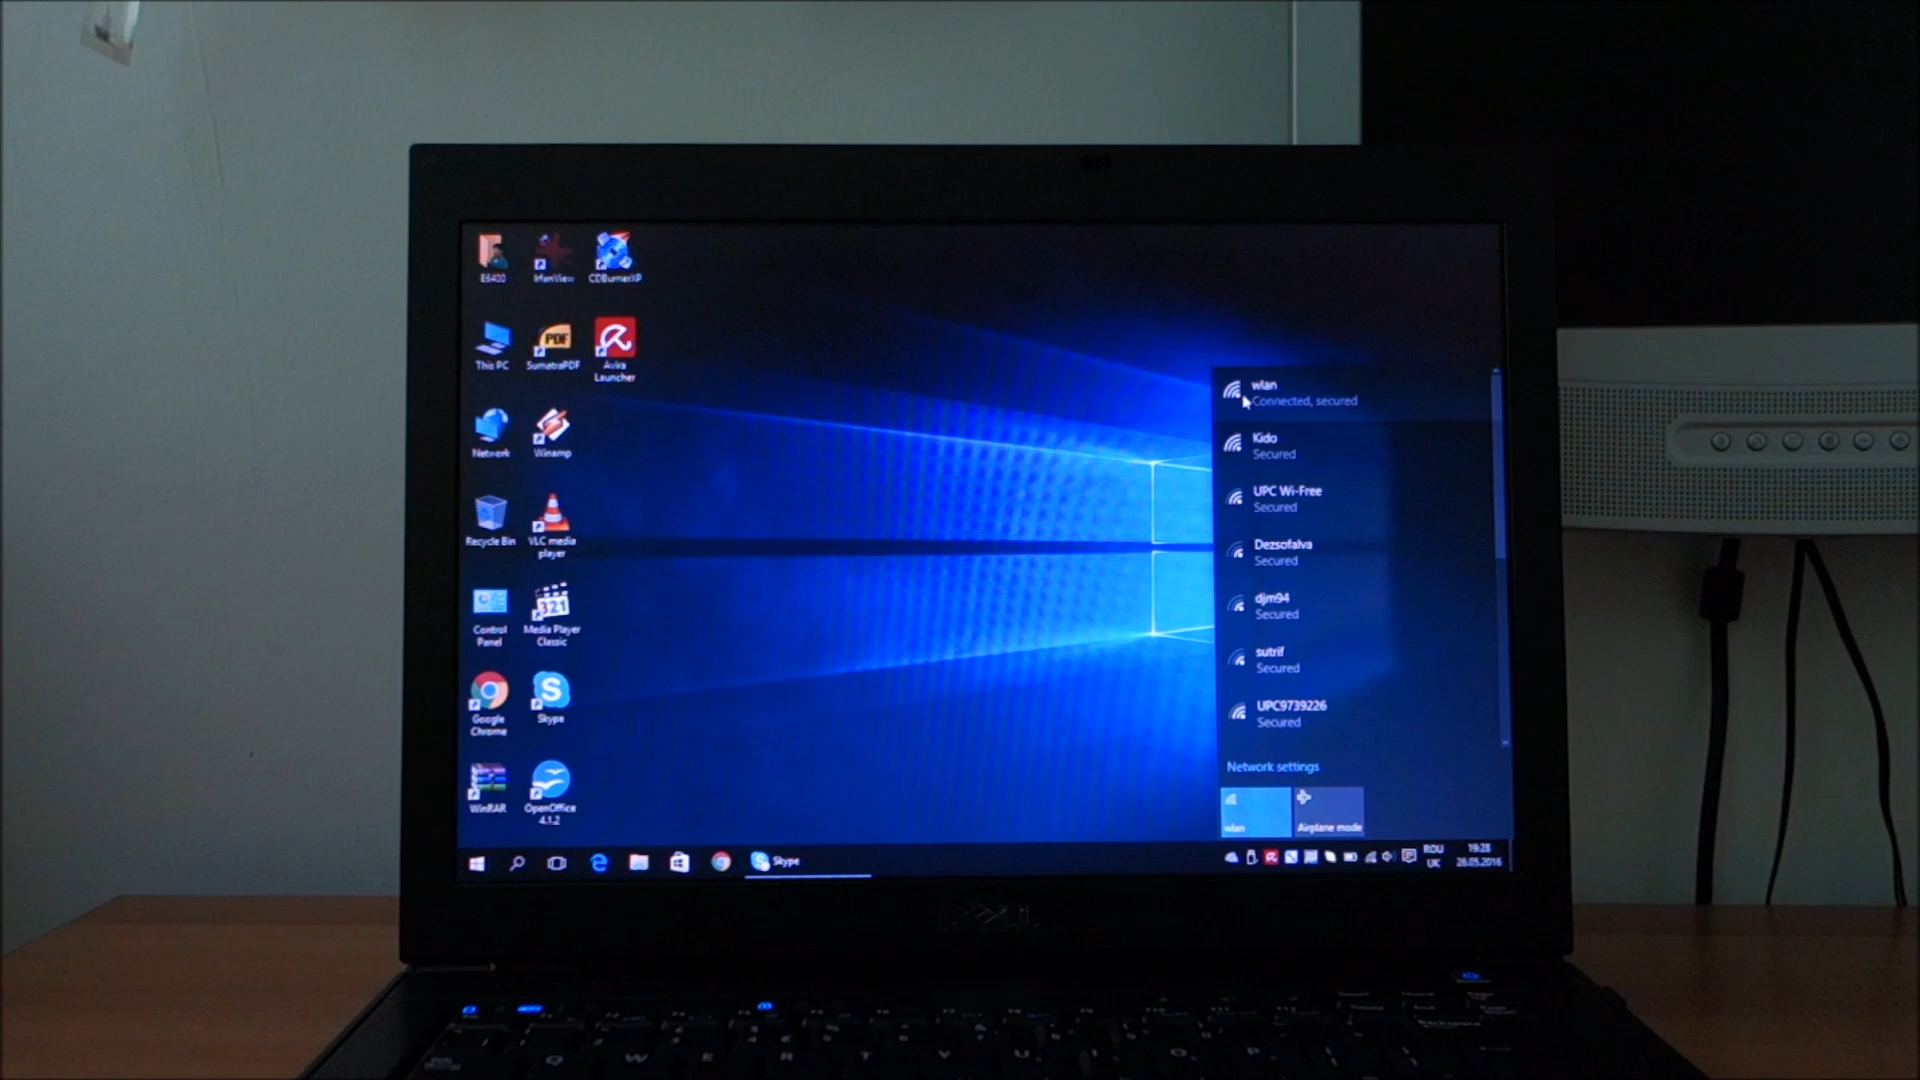 E6400
IrfanView
CDBurnerXP
This PC
PDF
SumatraPDF
Avira
Launcher
Network
Winamp
Recycle Bin
VLC media
player
Control
Panel
321
Media Player
Classic
Google
Chrome
S
Skype
WinRAR
OpenOffice
4.1.2
wlan
Connected, secured
Kido
Secured
UPC Wi-Free
Secured
Dezsofalva
Secured
djm94
Secured
sutrif
Secured
UPC9739226
Secured
Network settings
wlan
Airplane mode
Skype
ROU
UK
19:28
26.05.2016
DELL
Q W E R T Y U I O P